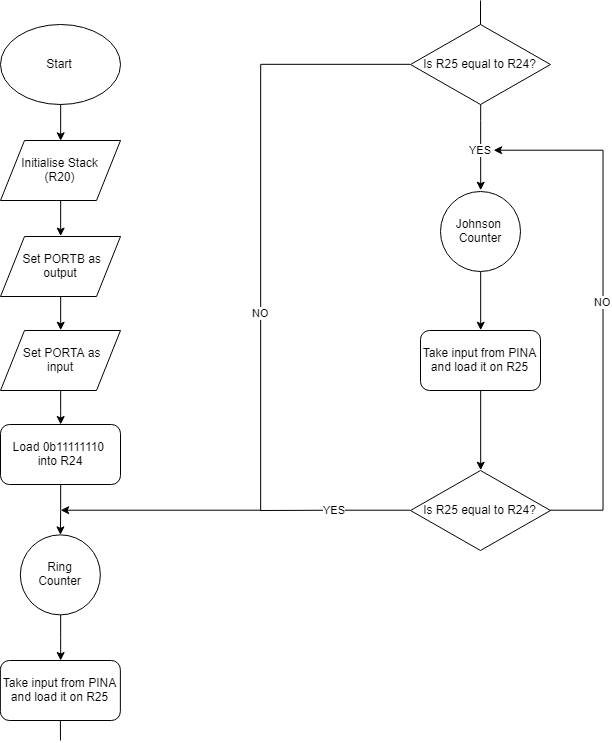 Start
Initialise Stack
(R20)
Set PORTB as
output
Set PORTA as
input
Load 0b11111110
into R24
Ring
Counter
Take input from PINA
and load it on R25
Is R25 equal to R24?
NO
YES
Johnson
Counter
Take input from PINA
and load it on R25
Is R25 equal to R24?
YES
NO